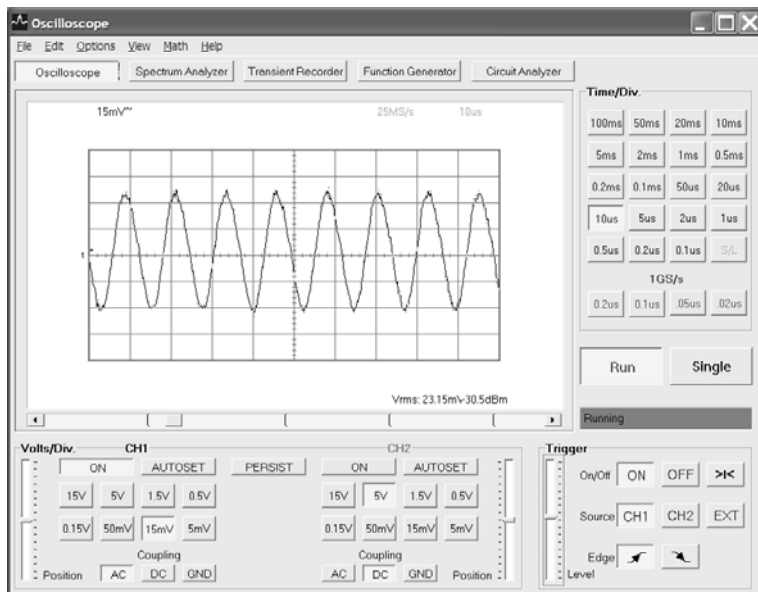 Oscilloscope
File Edit Options View Math Help
Oscilloscope Spectrum Analyzer Transient Recorder Function Generator Circuit Analyzer
15mV~ 25MS/s 10us
1
Vrms: 23.15mV-30.5dBm
Time/Div.
100ms 50ms 20ms 10ms
5ms 2ms 1ms 0.5ms
0.2ms 0.1ms 50us 20us
10us 5us 2us 1us
0.5us 0.2us 0.1us S/L
1GS/s
0.2us 0.1us .05us .02us
Run Single
Running
Volts/Div. CH1 CH2
ON AUTOSET PERSIST ON AUTOSET
15V 5V 1.5V 0.5V 15V 5V 1.5V 0.5V
0.15V 50mV 15mV 5mV 0.15V 50mV 15mV 5mV
Coupling Coupling
Position AC DC GND AC DC GND Position
Trigger
On/Off ON OFF >I<
Source CH1 CH2 EXT
Edge
Level